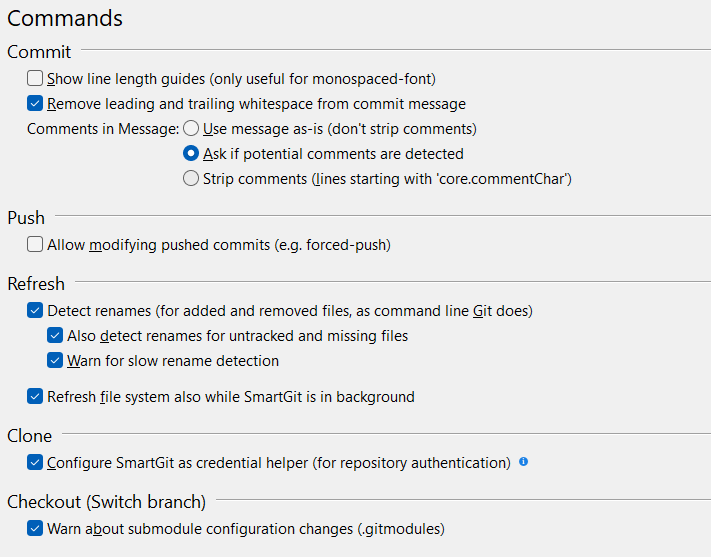 Commands
Commit
Show line length guides (only useful for monospaced-font)
Remove leading and trailing whitespace from commit message
Comments in Message: Use message as-is (don't strip comments)
Ask if potential comments are detected
Strip comments (lines starting with 'core.commentChar')
Push
Allow modifying pushed commits (e.g. forced-push)
Refresh
Detect renames (for added and removed files, as command line Git does)
Also detect renames for untracked and missing files
Warn for slow rename detection
Refresh file system also while SmartGit is in background
Clone
Configure SmartGit as credential helper (for repository authentication)
Checkout (Switch branch)
Warn about submodule configuration changes (.gitmodules)